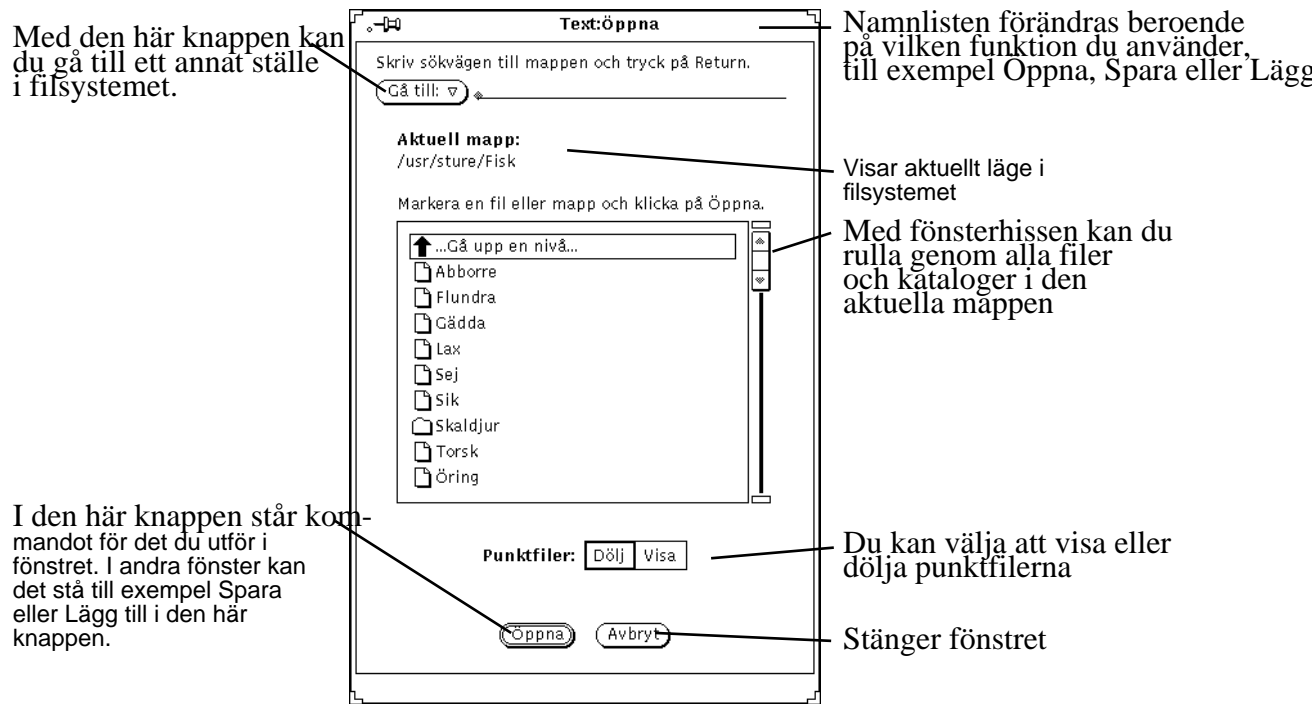 Med den här knappen kan
du gå till ett annat ställe
i filsystemet.
Text:Öppna
Skriv sökvägen till mappen och tryck på Return.
Gå till:
Aktuell mapp:
/usr/sture/Fisk
Markera en fil eller mapp och klicka på Öppna.
...Gå upp en nivå...
Abborre
Flundra
Gädda
Lax
Sej
Sik
Skaldjur
Torsk
Öring
Punktfiler: Dölj Visa
Öppna Avbryt
I den här knappen står kom-
mandot för det du utför i
fönstret. I andra fönster kan
det stå till exempel Spara
eller Lägg till i den här
knappen.
Namnlisten förändras beroende
på vilken funktion du använder,
till exempel Öppna, Spara eller Lägg
Visar aktuellt läge i
filsystemet
Med fönsterhissen kan du
rulla genom alla filer
och kataloger i den
aktuella mappen
Du kan välja att visa eller
dölja punktfilerna
Stänger fönstret